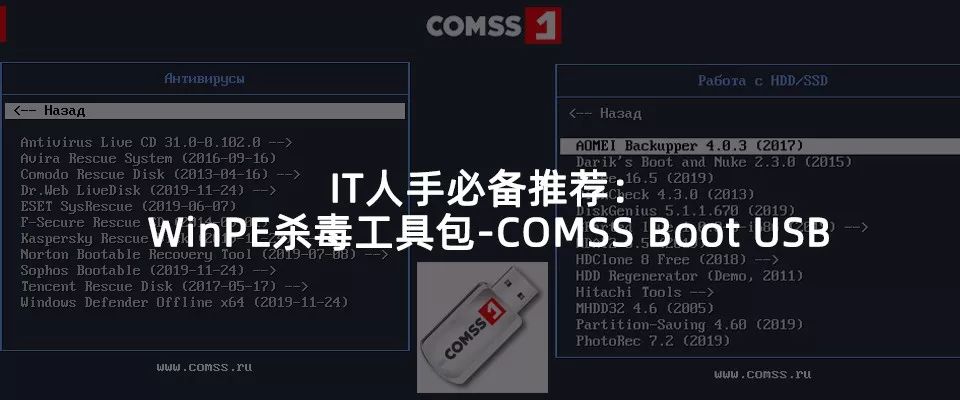 COMSS 1
Антивирусы
<-- Назад
Antivirus Live CD 31.0-0.102.0 -->
Avira Rescue System (2016-09-16)
Comodo Rescue Disk (2013-04-16) -->
Dr.Web LiveDisk (2019-11-24) -->
ESET SysRescue (2019-06-07)
F-Secure Rescue CD
Kaspersky Rescue
Norton Bootable Recovery Tool (2019-07-08) -->
Sophos Bootable (2019-11-24) -->
Tencent Rescue Disk (2017-05-17) -->
Windows Defender Offline x64 (2019-11-24)
www.comss.ru
Работа с HDD/SSD
<-- Назад
AOMEI Backupper 4.0.3 (2017)
Darik's Boot and Nuke 2.3.0 (2015)
16.5 (2019)
Check 4.3.0 (2013)
DiskGenius 5.1.1.670 (2019)
HDClone 8 Free (2018) -->
HDD Regenerator (Demo, 2011)
Hitachi Tools -->
MHDD32 4.6 (2005)
Partition-Saving 4.60 (2019)
PhotoRec 7.2 (2019)
www.comss.ru
IT人手必备推荐：
WinPE杀毒工具包-COMSS Boot USB
COMSS 1